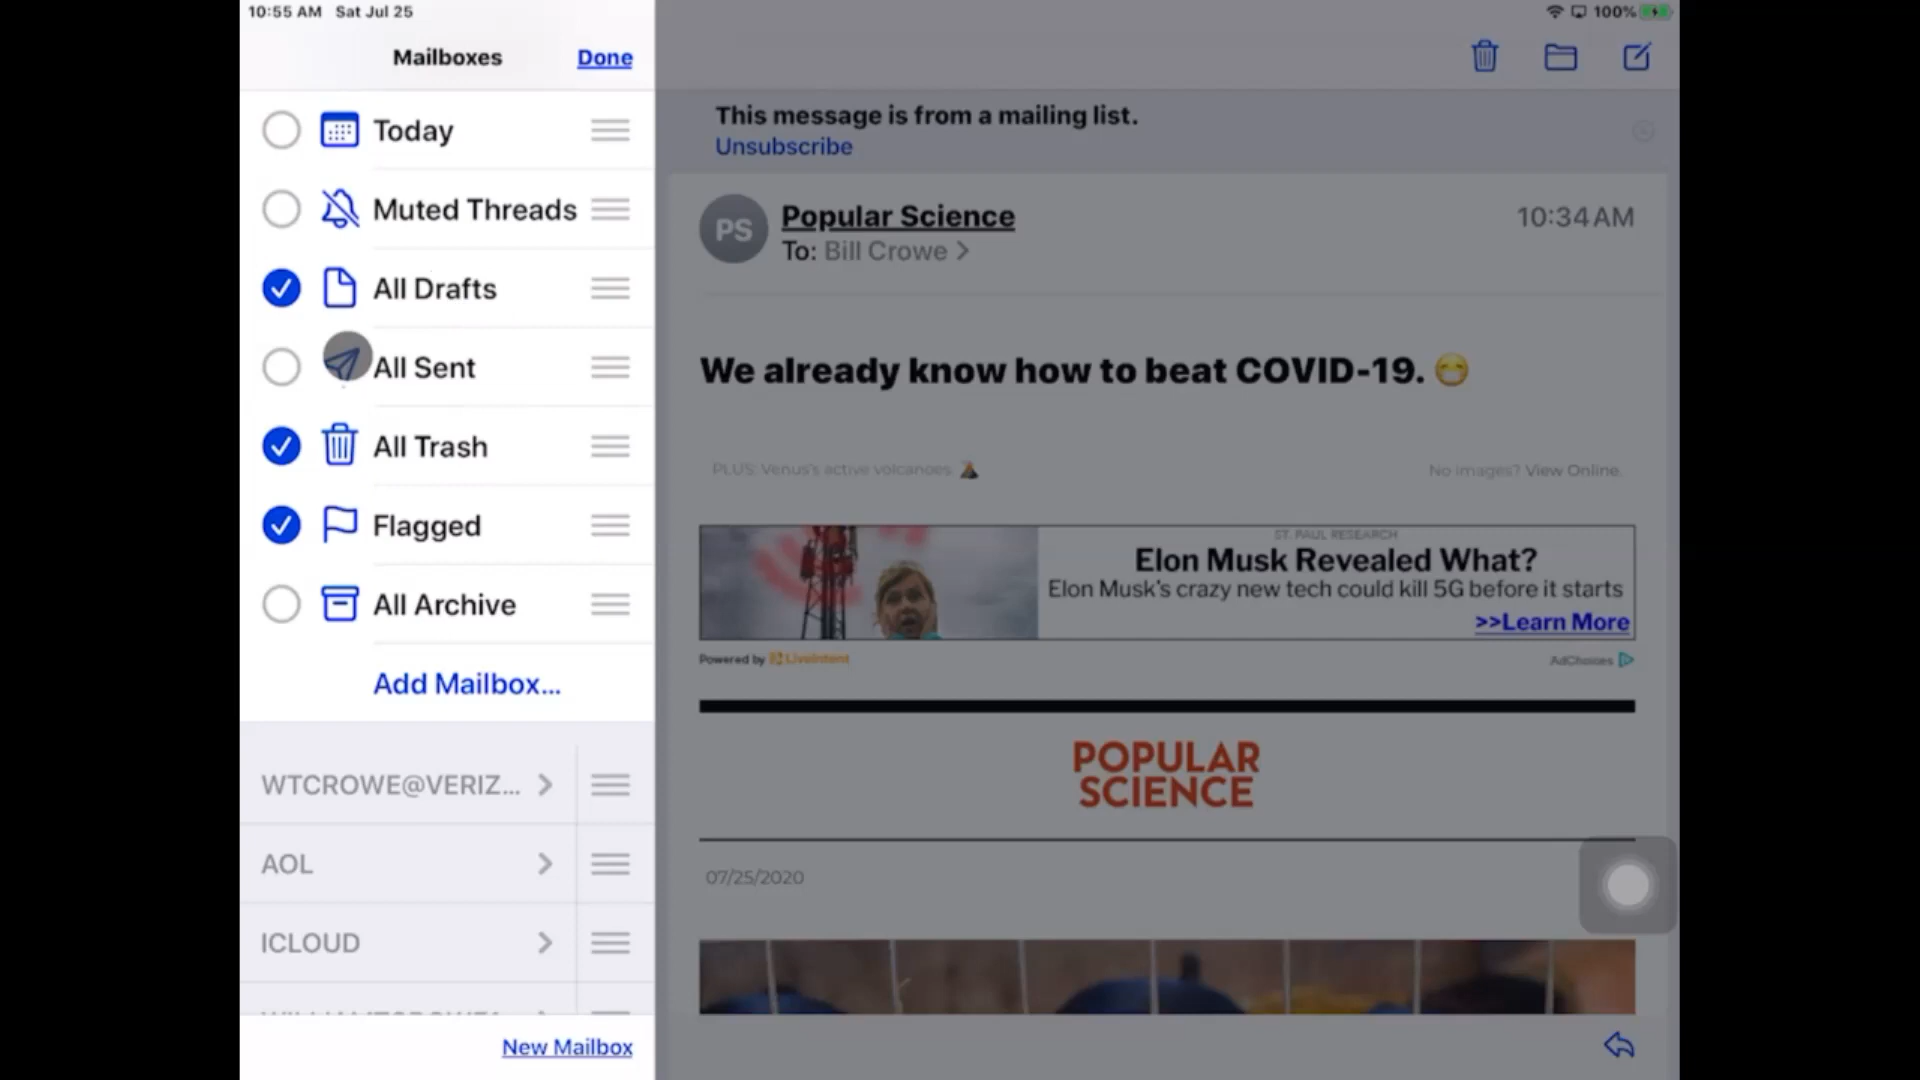 10:55 AM Sat Jul 25
100%
Mailboxes
Done
Today
Muted Threads
All Drafts
All Sent
All Trash
Flagged
All Archive
Add Mailbox...
WTCROWE@VERIZ...
AOL
ICLOUD
New Mailbox
This message is from a mailing list.
Unsubscribe
PS
Popular Science
10:34 AM
To: Bill Crowe
We already know how to beat COVID-19. 😷
PLUS: Venus's active volcanoes 🌋
No images? View Online.
ST. PAUL RESEARCH
Elon Musk Revealed What?
Elon Musk's crazy new tech could kill 5G before it starts
>>Learn More
Powered by LiveIntent
AdChoices
POPULAR
SCIENCE
07/25/2020